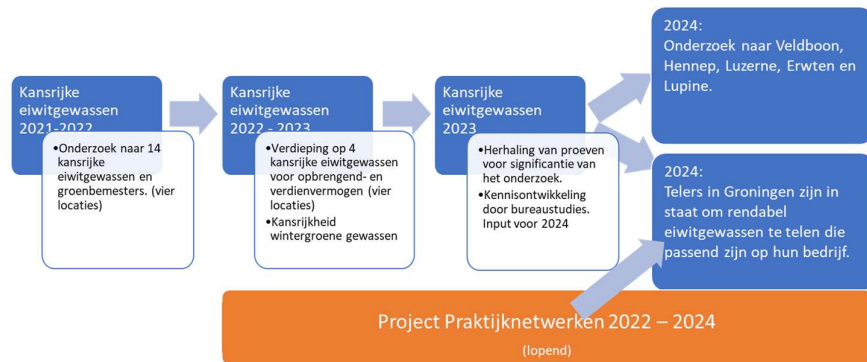 Kansrijke
eiwitgewassen
2021-2022
•Onderzoek naar 14
kansrijke
eiwitgewassen en
groenbemesters. (vier
locaties)
Kansrijke
eiwitgewassen
2022 - 2023
•Verdieping op 4
kansrijke eiwitgewassen
voor opbrengend- en
verdienvermogen (vier
locaties)
•Kansrijkheid
wintergroene gewassen
Kansrijke
eiwitgewassen
2023
•Herhaling van proeven
voor significantie van
het onderzoek.
•Kennisontwikkeling
door bureaustudies.
Input voor 2024
2024:
Onderzoek naar Veldboon,
Hennep, Luzerne, Erwten en
Lupine.
2024:
Telers in Groningen zijn in
staat om rendabel
eiwitgewassen te telen die
passend zijn op hun bedrijf.
Project Praktijknetwerken 2022 – 2024
(lopend)